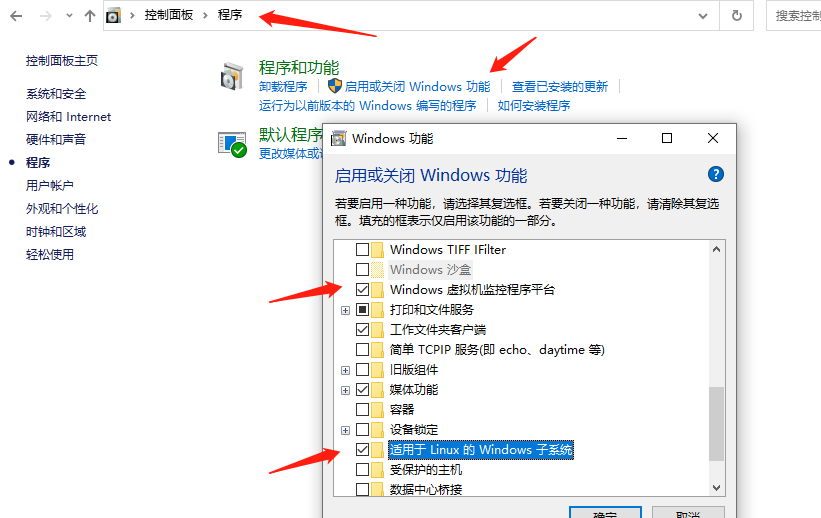 控制面板 程序 搜索控制
控制面板主页
系统和安全
网络和 Internet
硬件和声音
程序
用户帐户
外观和个性化
时钟和区域
轻松使用
程序和功能
卸载程序 启用或关闭 Windows 功能 查看已安装的更新
运行为以前版本的 Windows 编写的程序 如何安装程序
默认程序
更改媒体或
Windows 功能
启用或关闭 Windows 功能
若要启用一种功能，请选择其复选框。若要关闭一种功能，请清除其复选
框。填充的框表示仅启用该功能的一部分。
Windows TIFF IFilter
Windows 沙盒
Windows 虚拟机监控程序平台
打印和文件服务
工作文件夹客户端
简单 TCPIP 服务(即 echo、daytime 等)
旧版组件
媒体功能
容器
设备锁定
适用于 Linux 的 Windows 子系统
受保护的主机
数据中心桥接
确定 取消